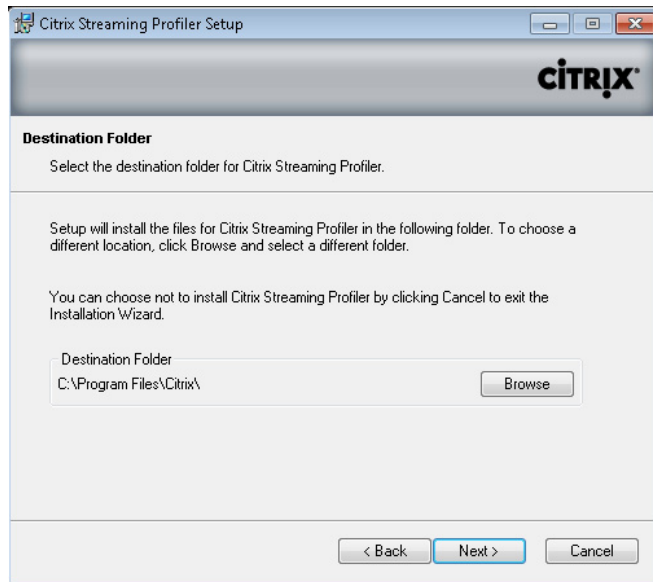 Citrix Streaming Profiler Setup
CITRIX
Destination Folder
Select the destination folder for Citrix Streaming Profiler.
Setup will install the files for Citrix Streaming Profiler in the following folder. To choose a
different location, click Browse and select a different folder.
You can choose not to install Citrix Streaming Profiler by clicking Cancel to exit the
Installation Wizard.
Destination Folder
C:\Program Files\Citrix\
Browse
< Back
Next >
Cancel